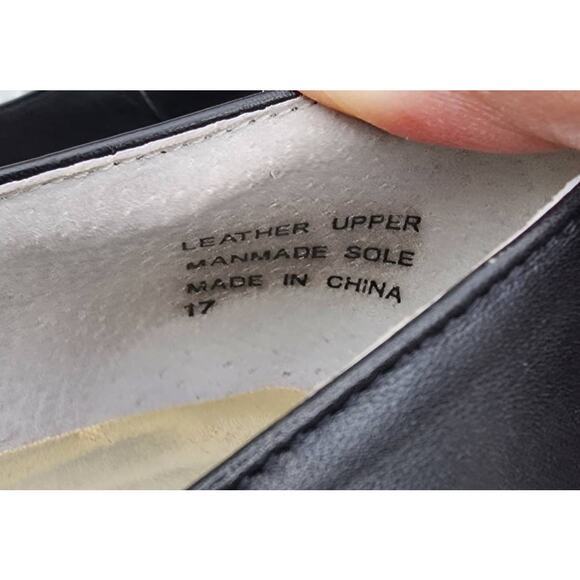 LEATHER UPPER
MANMADE SOLE
MADE IN CHINA
17